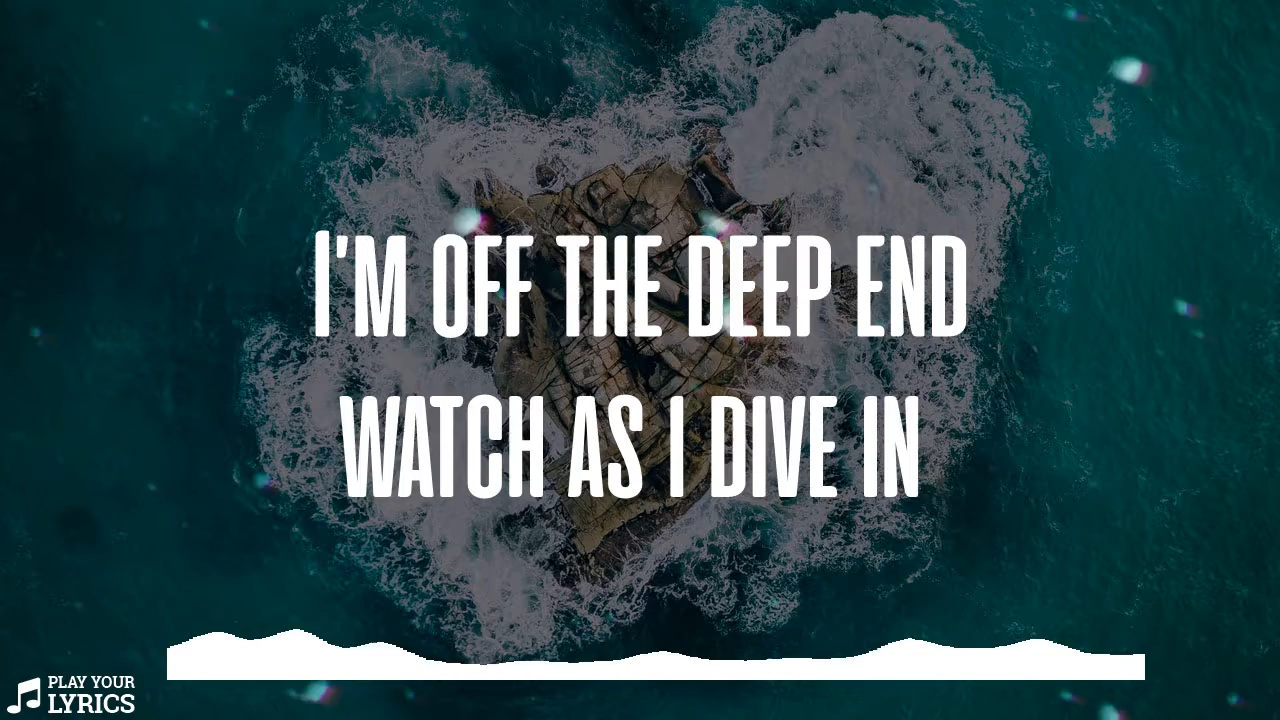 I'M OFF THE DEEP END
WATCH AS I DIVE IN
PLAY YOUR
LYRICS